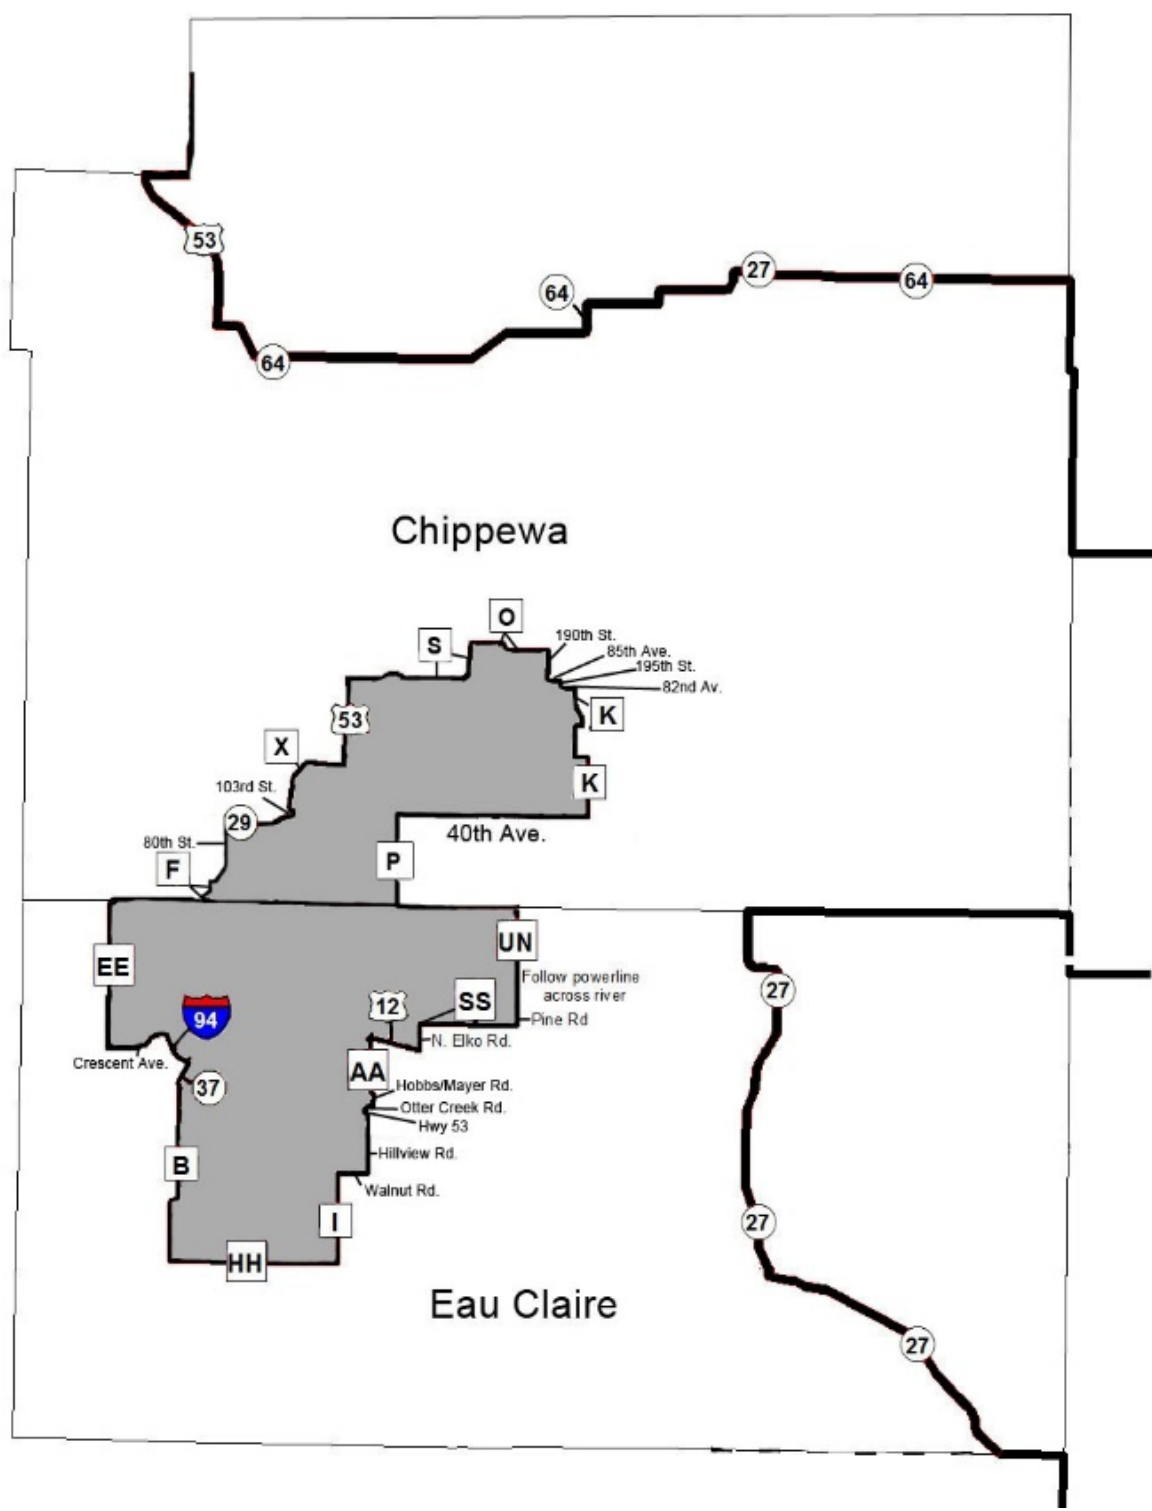 53
27
64
64
64
Chippewa
O
190th St.
S
85th Ave.
195th St.
82nd Av.
K
53
X
K
103rd St.
29
40th Ave.
80th St.
P
F
UN
EE
Follow powerline
across river
27
12
SS
94
Pine Rd
N. Elko Rd.
Crescent Ave.
AA
37
Hobbs/Mayer Rd.
Otter Creek Rd.
Hwy 53
Hillview Rd.
B
Walnut Rd.
I
27
HH
Eau Claire
27